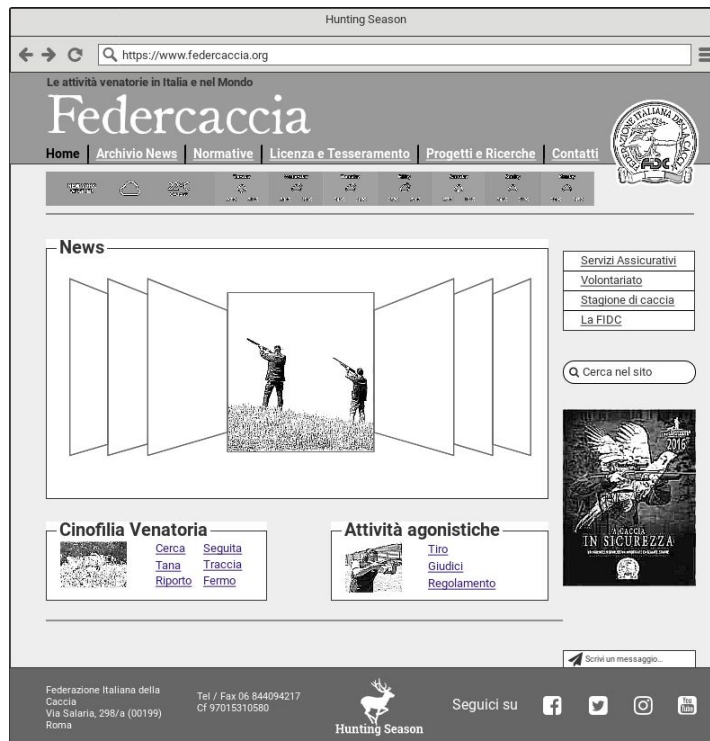 Hunting Season
https://www.federcaccia.org
Le attività venatorie in Italia e nel Mondo
Federcaccia
Home Archivio News Normative Licenza e Tesseramento Progetti e Ricerche Contatti
FEDERAZIONE ITALIANA DELLA CACCIA
FIDC
News
Servizi Assicurativi
Volontariato
Stagione di caccia
La FIDC
Cerca nel sito
2016
A CACCIA
IN SICUREZZA
Cinofilia Venatoria
Cerca Seguita
Tana Traccia
Riporto Fermo
Attività agonistiche
Tiro
Giudici
Regolamento
Scrivi un messaggio...
Federazione Italiana della
Caccia
Via Salaria, 298/a (00199)
Roma
Tel / Fax 06 844094217
Cf 97015310580
Hunting Season
Seguici su
You
Tube